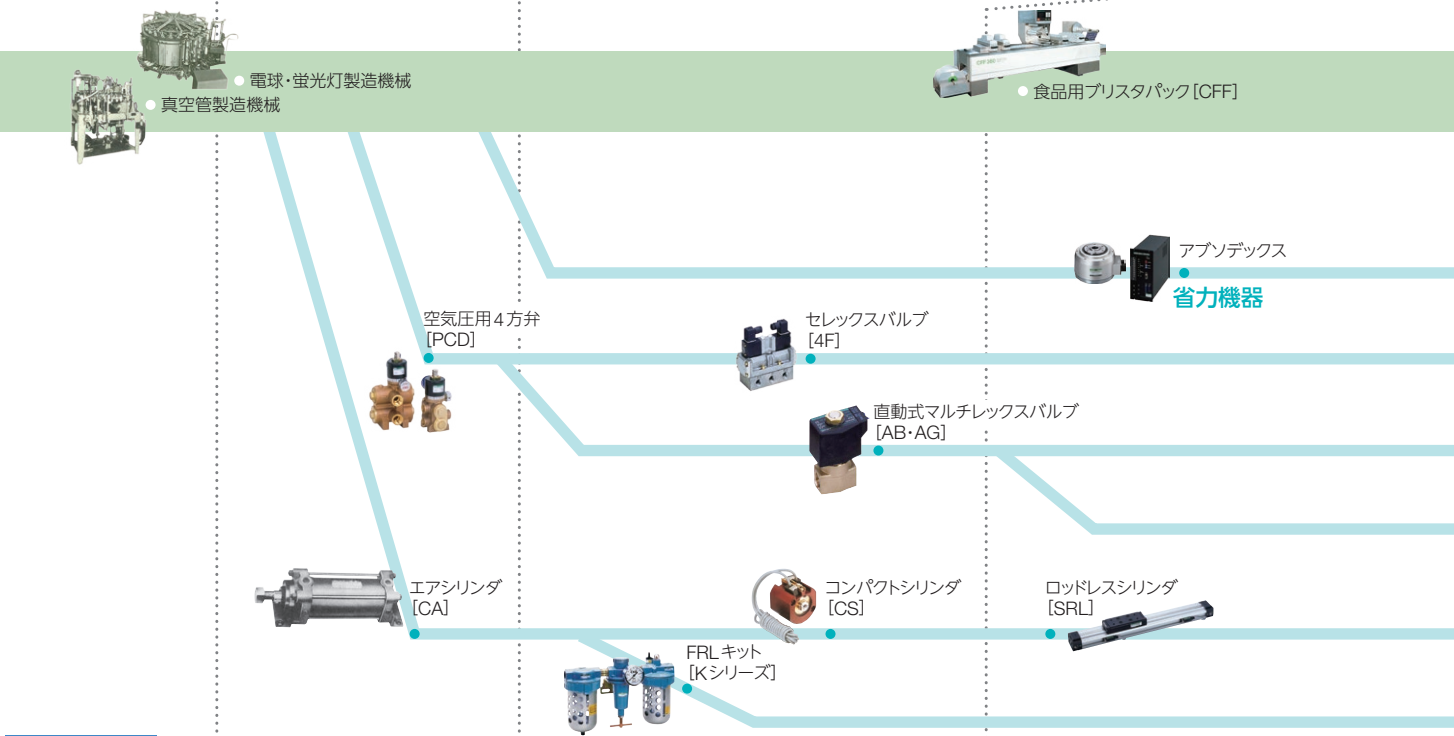 電球・蛍光灯製造機械
真空管製造機械
食品用ブリスタパック[CFF]
アブソデックス
省力機器
空気圧用4方弁
[PCD]
セレックスバルブ
[4F]
直動式マルチレックスバルブ
[AB・AG]
エアシリンダ
[CA]
コンパクトシリンダ
[CS]
ロッドレスシリンダ
[SRL]
FRLキット
[Kシリーズ]